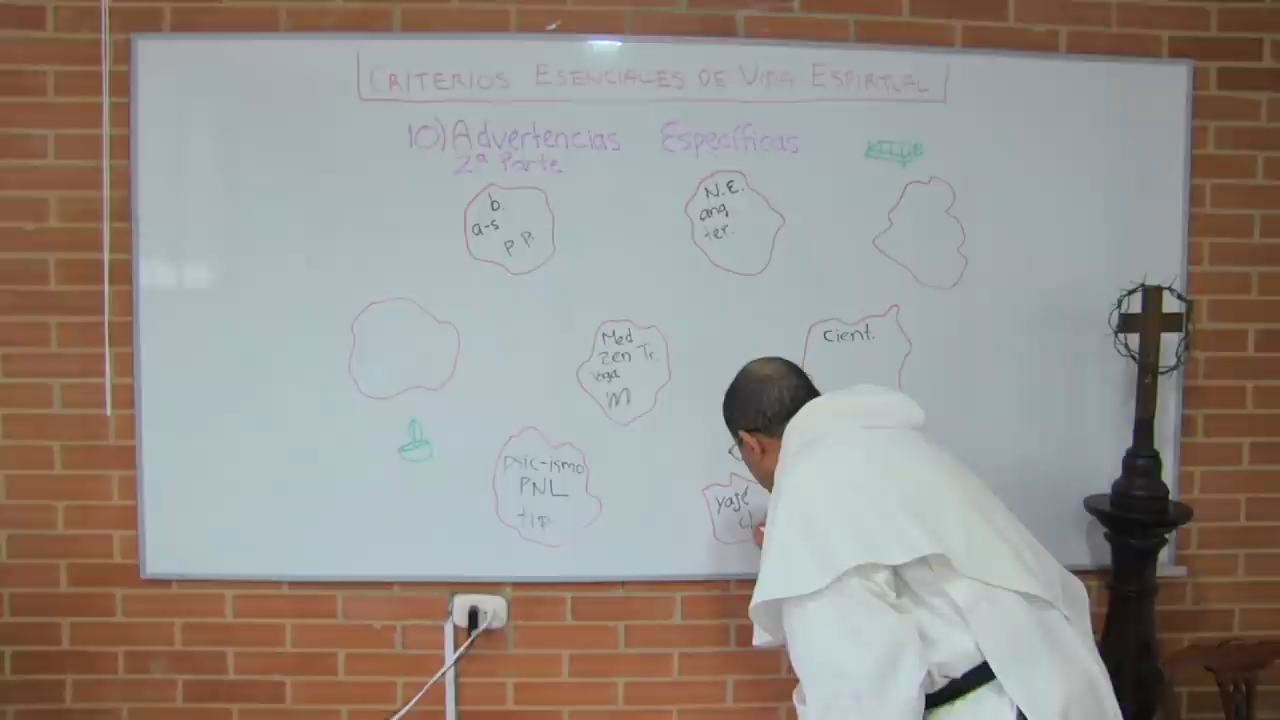 CRITERIOS ESENCIALES DE VIDA ESPIRTUAL
10) Advertencias Específicas
2ª Parte
b.
a-s
p p.
N.E.
ang
ter.
Med
zen Tr.
yoga
M
cient.
psic-ismo
PNL
tip
yajé